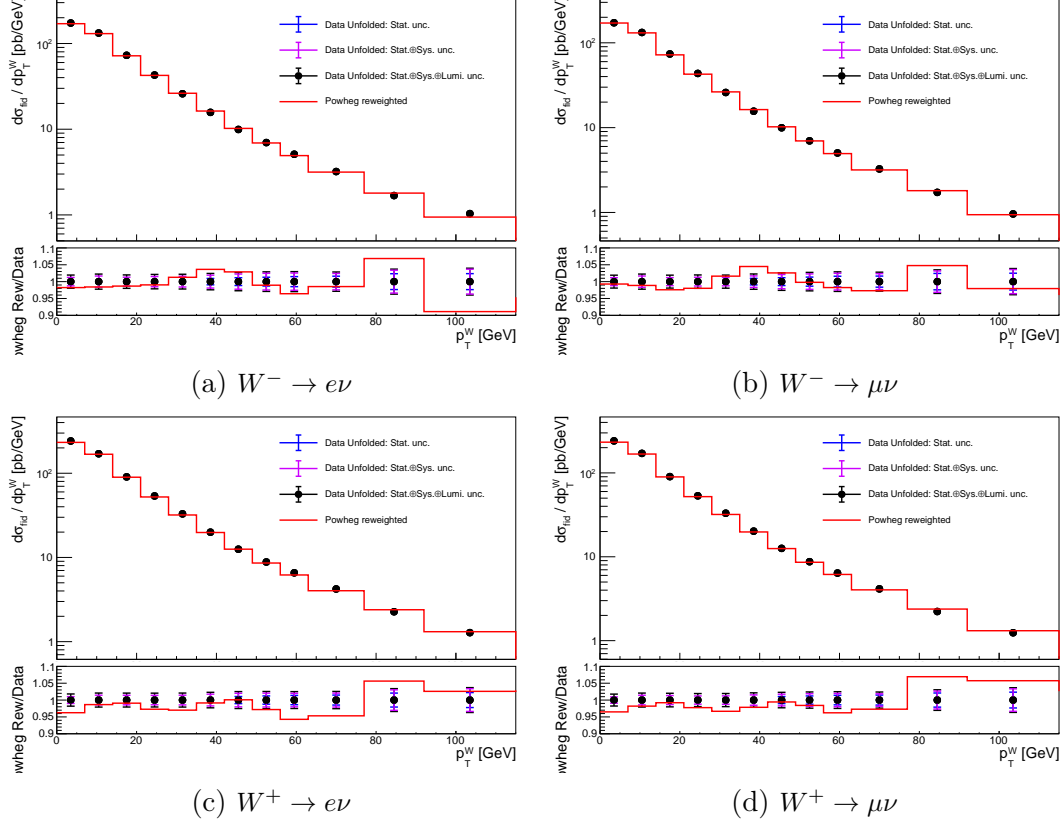 dσ_fid / dp_T^W [pb/GeV]
10²
10
1
Data Unfolded: Stat. unc.
Data Unfolded: Stat.⊕Sys. unc.
Data Unfolded: Stat.⊕Sys.⊕Lumi. unc.
Powheg reweighted
1.1
1.05
1
0.95
0.9
owheg Rew/Data
0 20 40 60 80 100
p_T^W [GeV]
(a) W⁻ → eν
dσ_fid / dp_T^W [pb/GeV]
10²
10
1
Data Unfolded: Stat. unc.
Data Unfolded: Stat.⊕Sys. unc.
Data Unfolded: Stat.⊕Sys.⊕Lumi. unc.
Powheg reweighted
1.1
1.05
1
0.95
0.9
owheg Rew/Data
0 20 40 60 80 100
p_T^W [GeV]
(b) W⁻ → μν
dσ_fid / dp_T^W [pb/GeV]
10²
10
1
Data Unfolded: Stat. unc.
Data Unfolded: Stat.⊕Sys. unc.
Data Unfolded: Stat.⊕Sys.⊕Lumi. unc.
Powheg reweighted
1.1
1.05
1
0.95
0.9
owheg Rew/Data
0 20 40 60 80 100
p_T^W [GeV]
(c) W⁺ → eν
dσ_fid / dp_T^W [pb/GeV]
10²
10
1
Data Unfolded: Stat. unc.
Data Unfolded: Stat.⊕Sys. unc.
Data Unfolded: Stat.⊕Sys.⊕Lumi. unc.
Powheg reweighted
1.1
1.05
1
0.95
0.9
owheg Rew/Data
0 20 40 60 80 100
p_T^W [GeV]
(d) W⁺ → μν